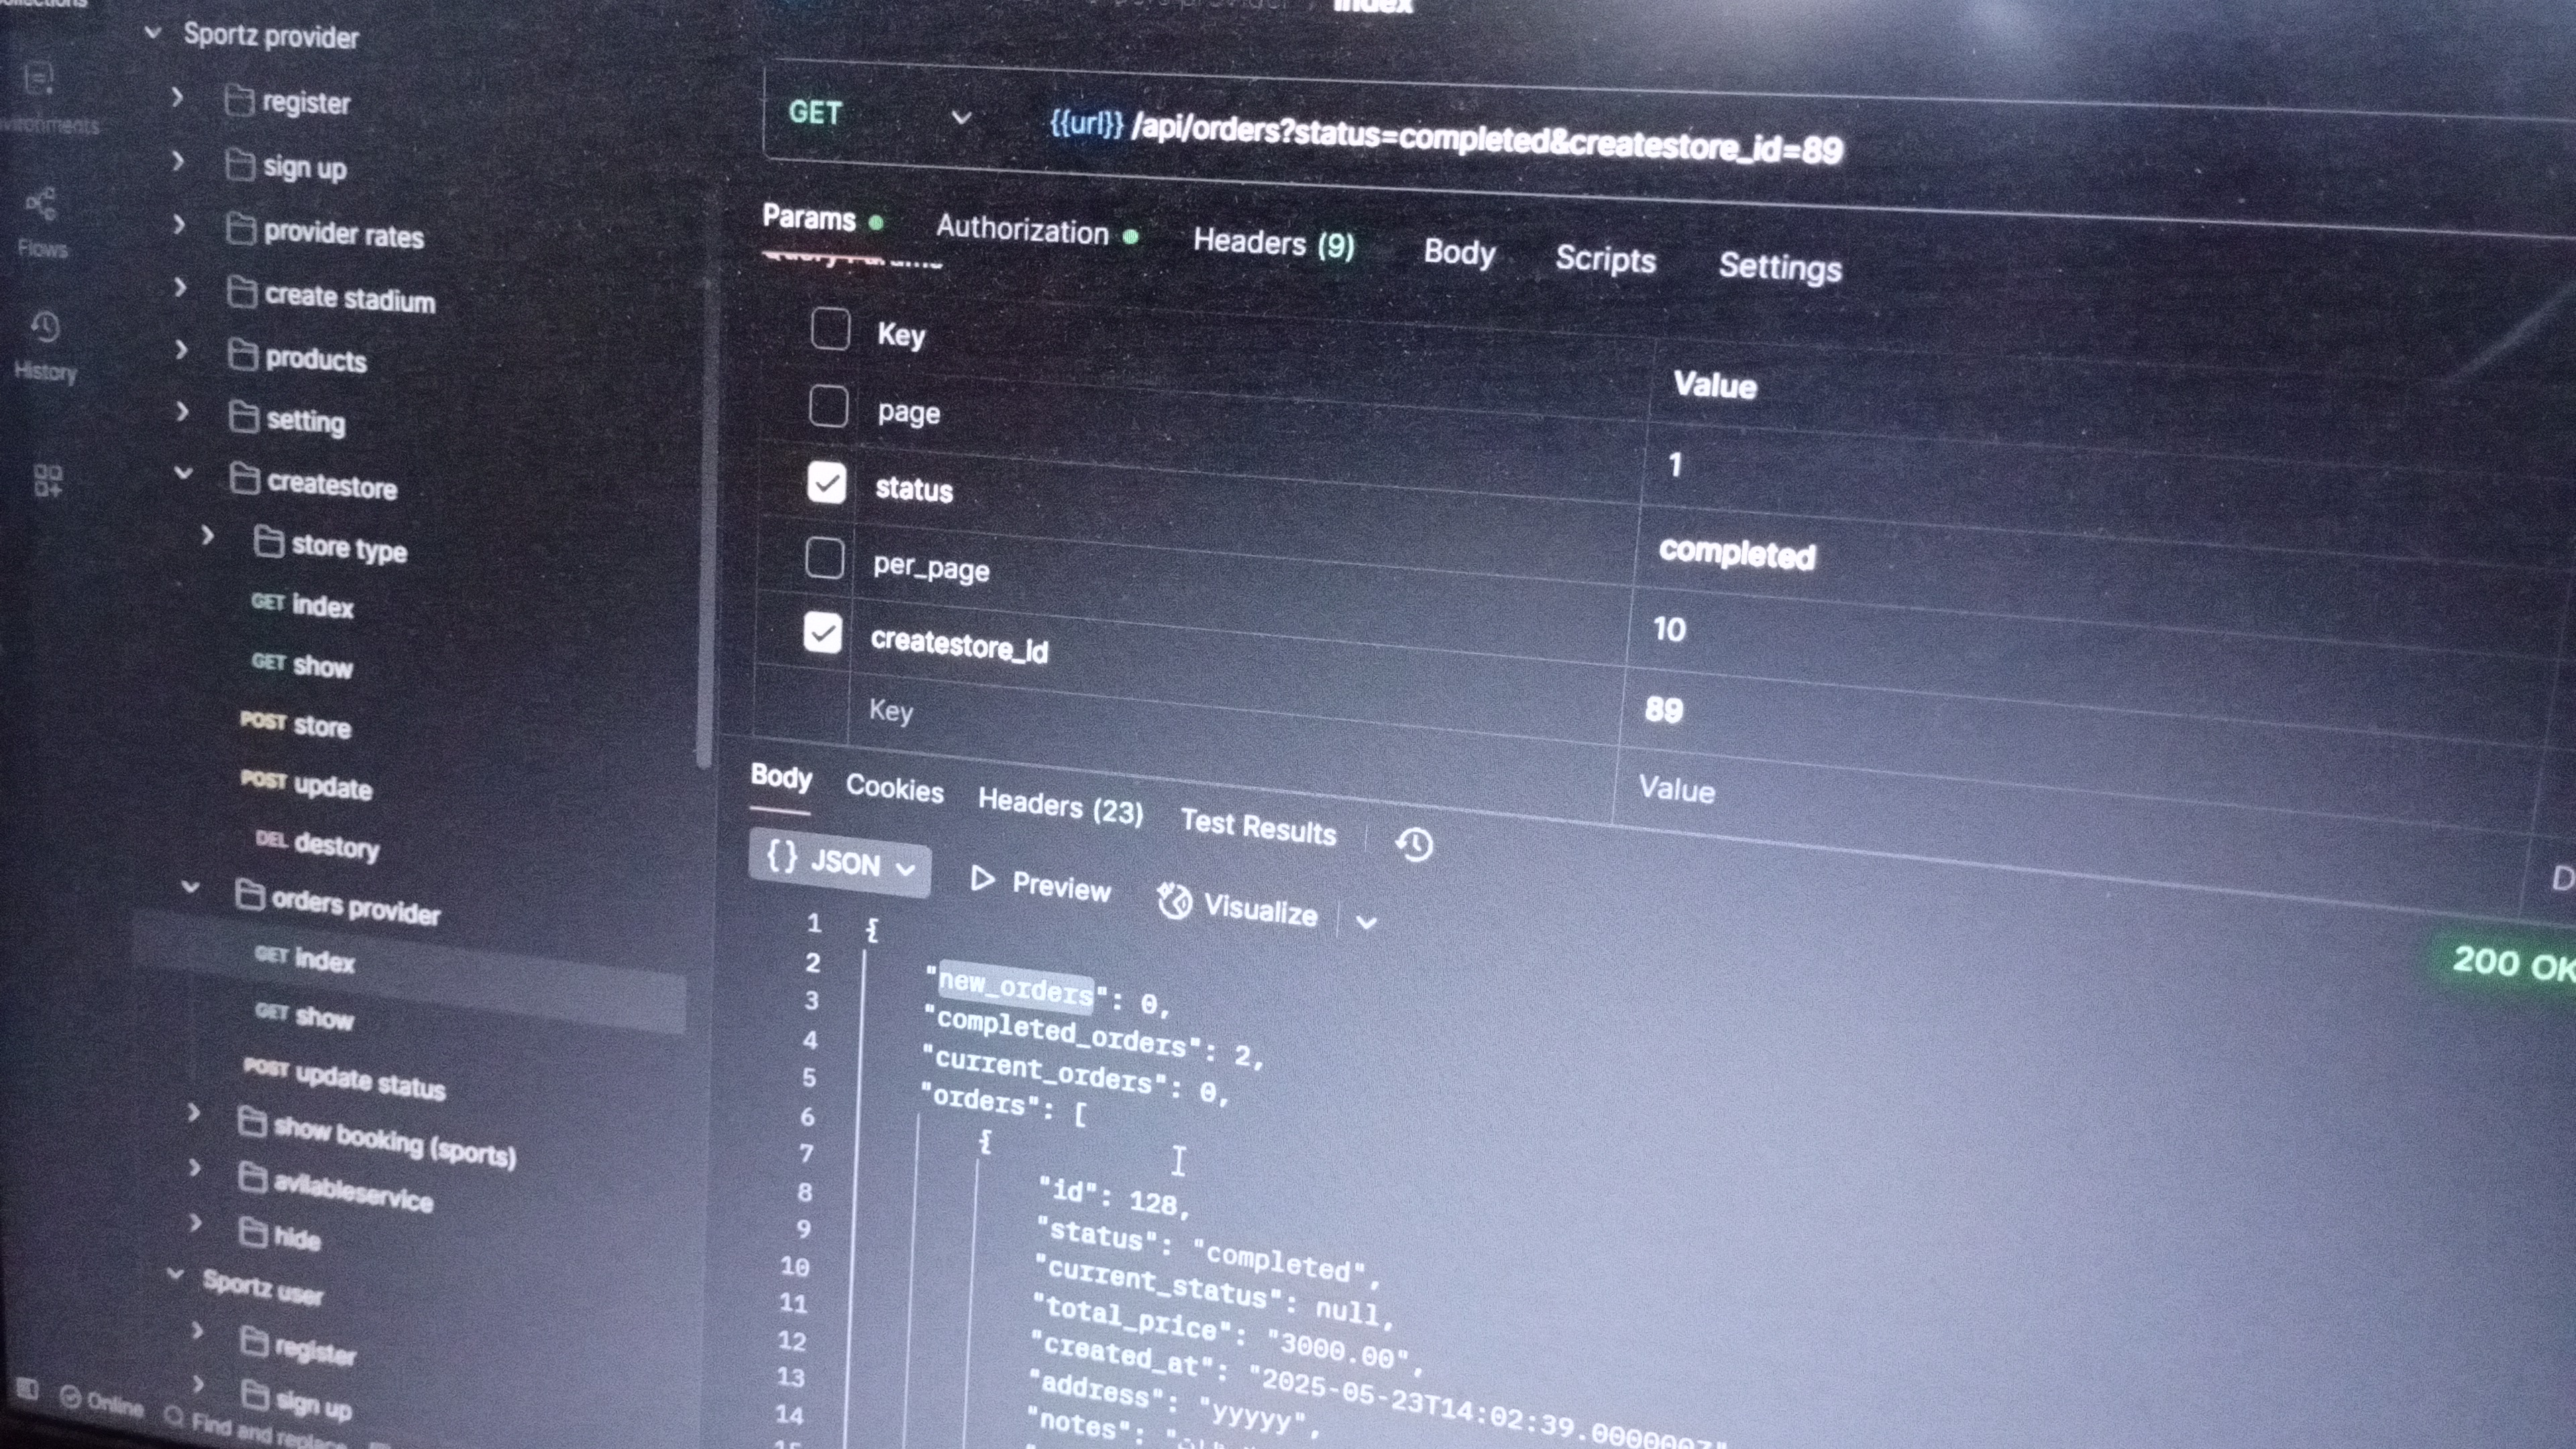 Sportz provider
register
sign up
provider rates
create stadium
products
setting
createstore
store type
GET index
GET show
POST store
POST update
DEL destory
orders provider
GET index
GET show
POST update status
show booking (sports)
avilableservice
hide
Sportz user
register
sign up
Flows
History
Online
Find and replace
index
GET
{{url}} /api/orders?status=completed&createstore_id=89
Params
Authorization
Headers (9)
Body
Scripts
Settings
Query Params
Key
Value
page
1
status
completed
per_page
10
createstore_id
89
Key
Value
Body
Cookies
Headers (23)
Test Results
200 OK
{} JSON
Preview
Visualize
1 {
2 "new_orders": 0,
3 "completed_orders": 2,
4 "current_orders": 0,
5 "orders": [
6 {
7 "id": 128,
8 "status": "completed",
9 "current_status": null,
10 "total_price": "3000.00",
11 "created_at": "2025-05-23T14:02:39.000000Z"
12 "address": "yyyyy",
13 "notes":
14